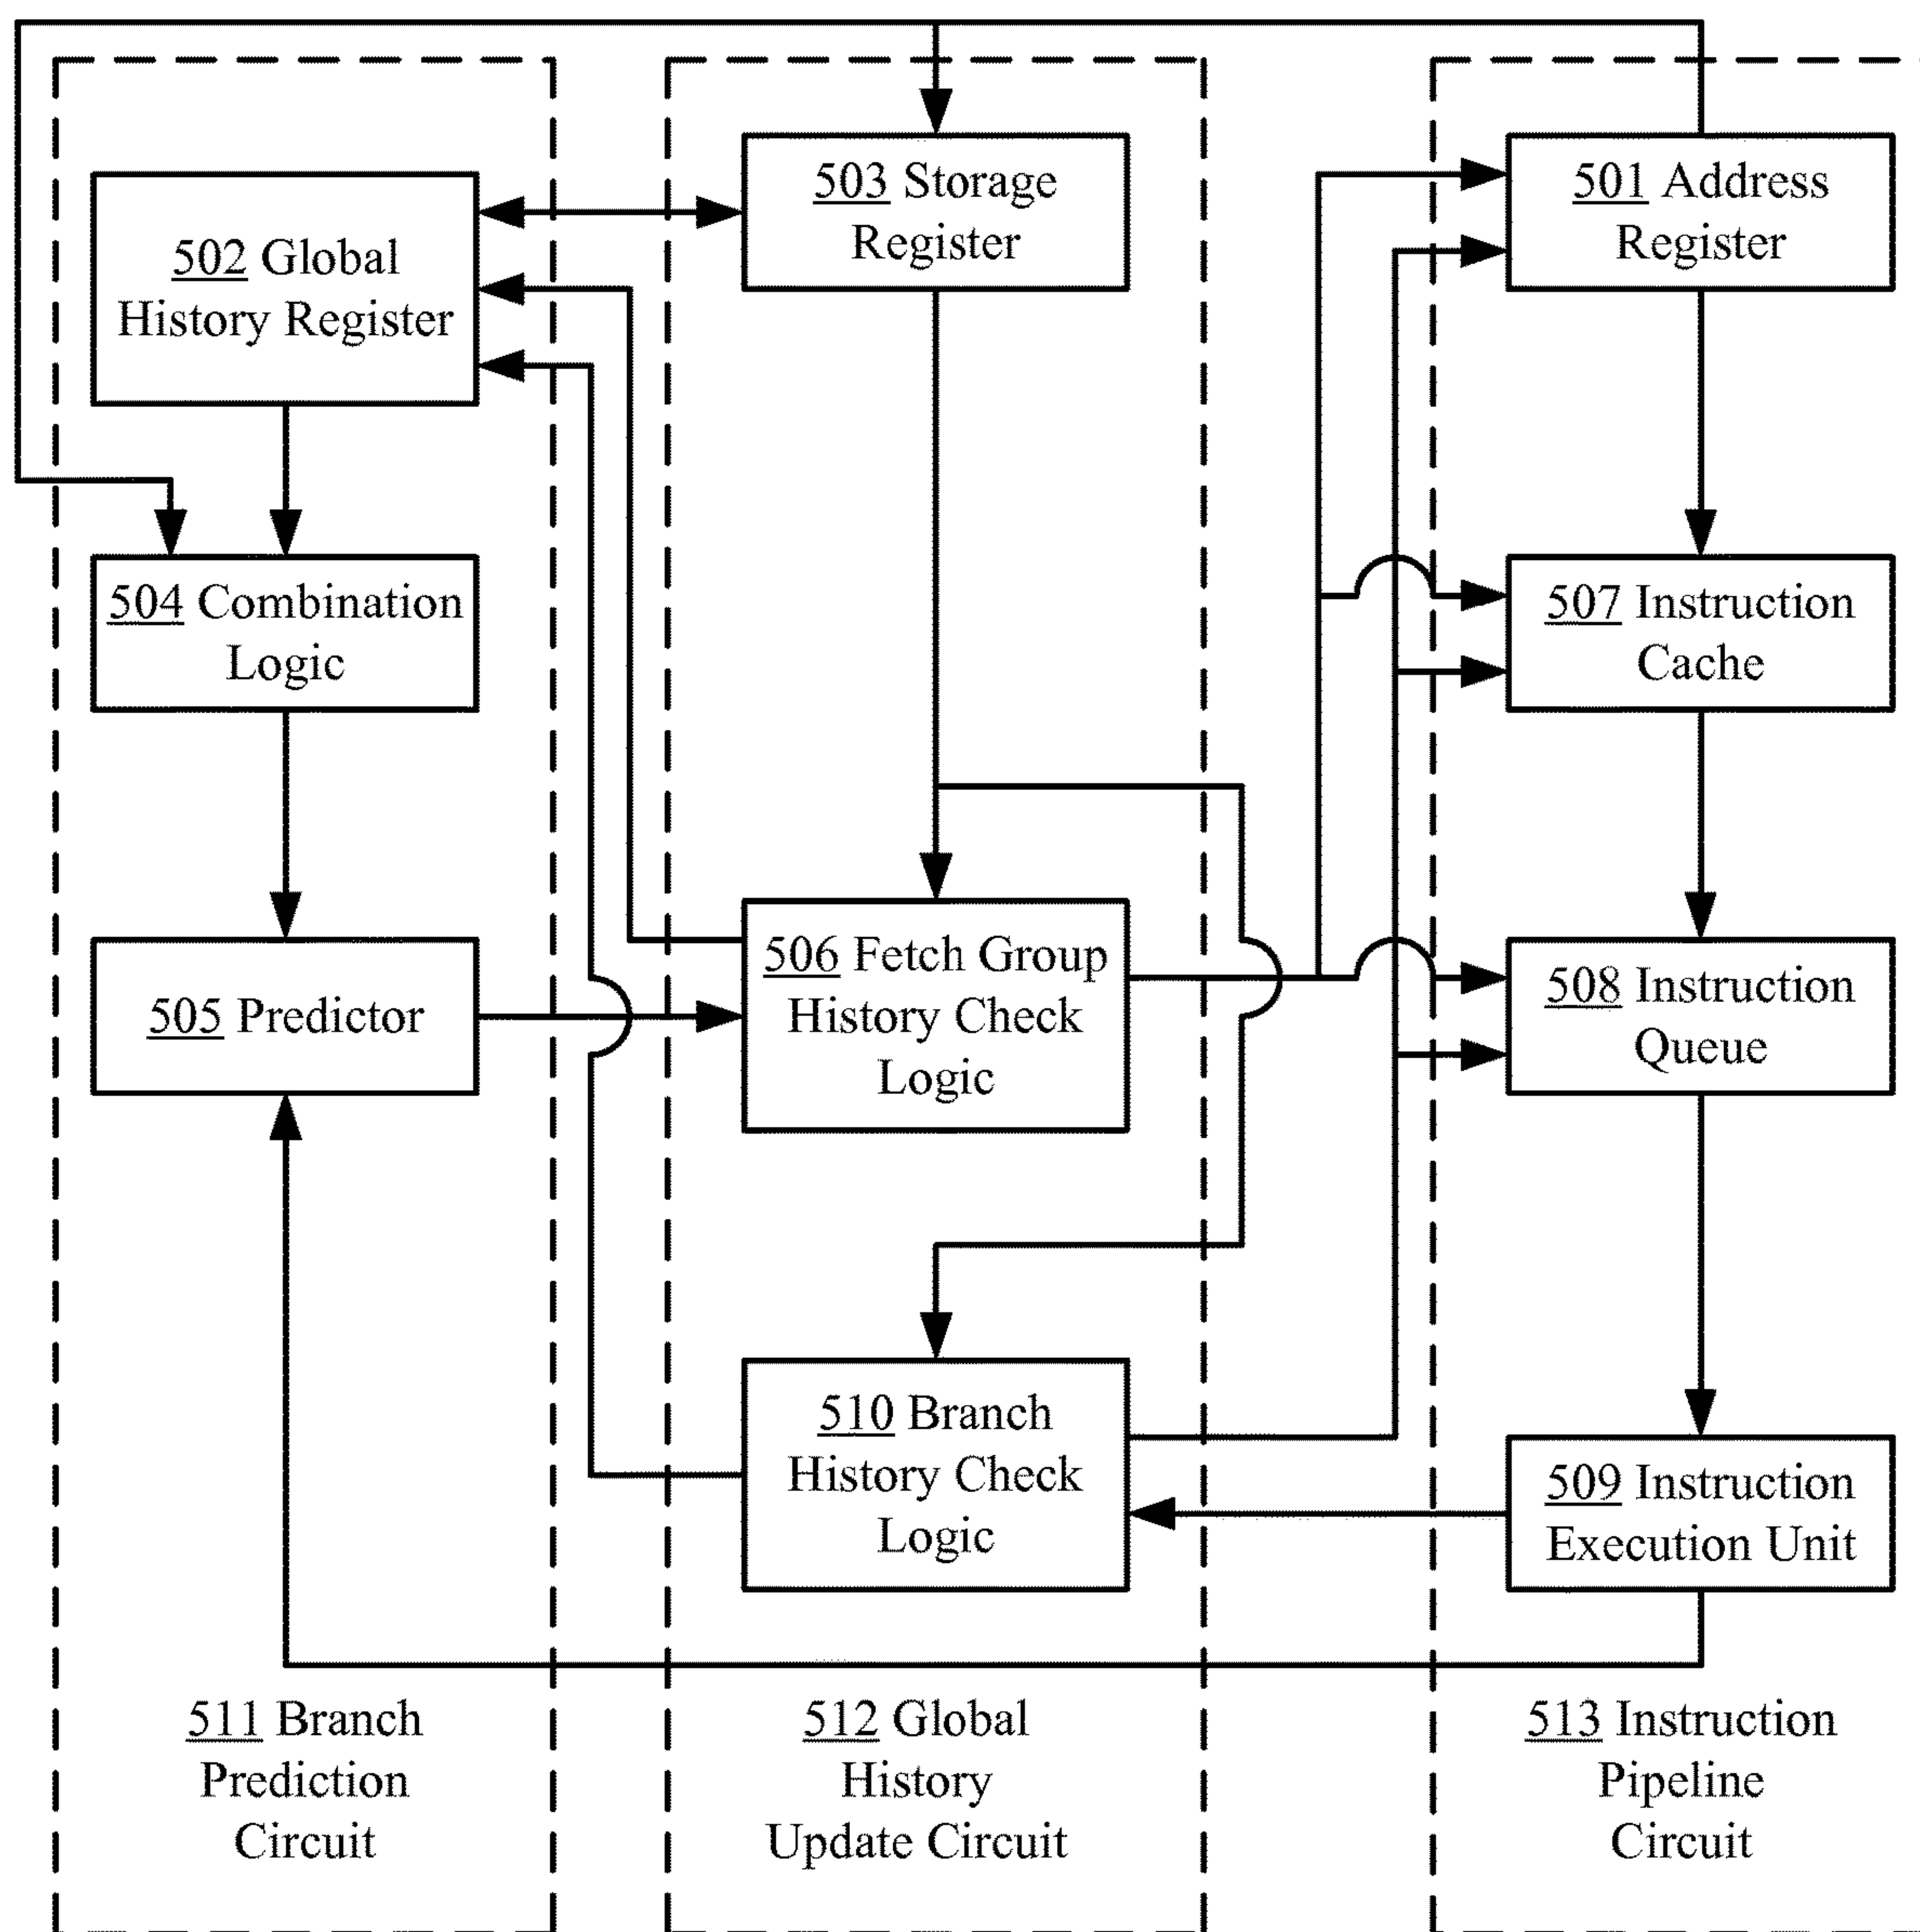 503 Storage
Register
501 Address
Register
502 Global
History Register
504 Combination
Logic
507 Instruction
Cache
505 Predictor
506 Fetch Group
History Check
Logic
508 Instruction
Queue
510 Branch
History Check
Logic
509 Instruction
Execution Unit
511 Branch
Prediction
Circuit
512 Global
History
Update Circuit
513 Instruction
Pipeline
Circuit